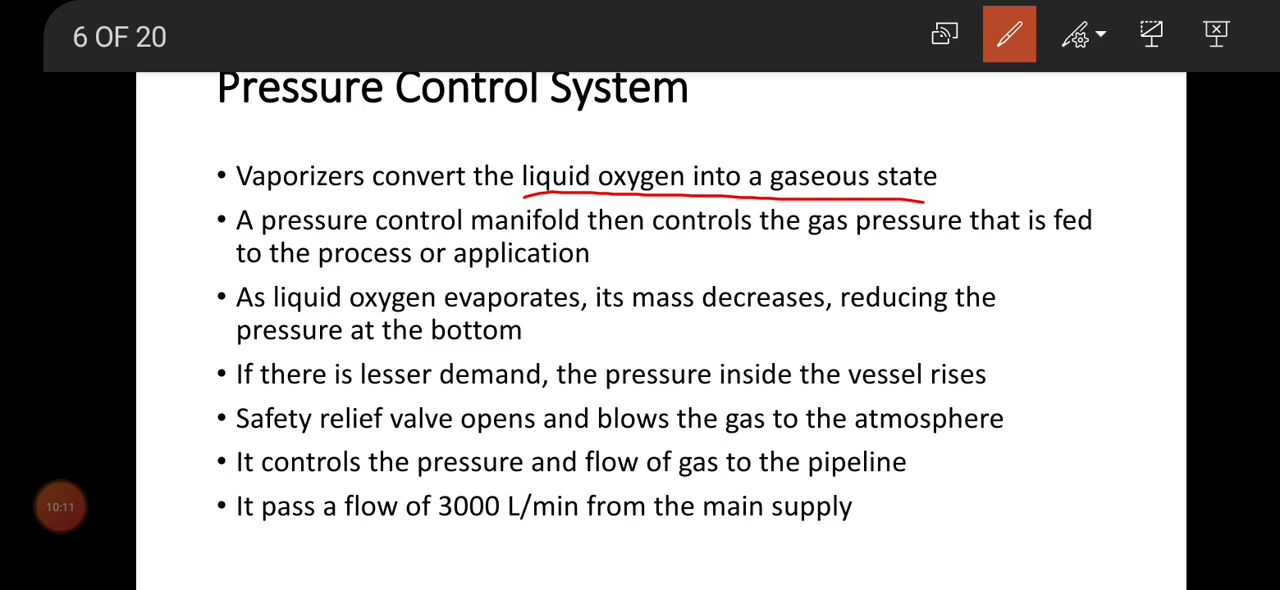 6 OF 20
Pressure Control System
• Vaporizers convert the liquid oxygen into a gaseous state
• A pressure control manifold then controls the gas pressure that is fed
to the process or application
• As liquid oxygen evaporates, its mass decreases, reducing the
pressure at the bottom
• If there is lesser demand, the pressure inside the vessel rises
• Safety relief valve opens and blows the gas to the atmosphere
• It controls the pressure and flow of gas to the pipeline
10:11
• It pass a flow of 3000 L/min from the main supply